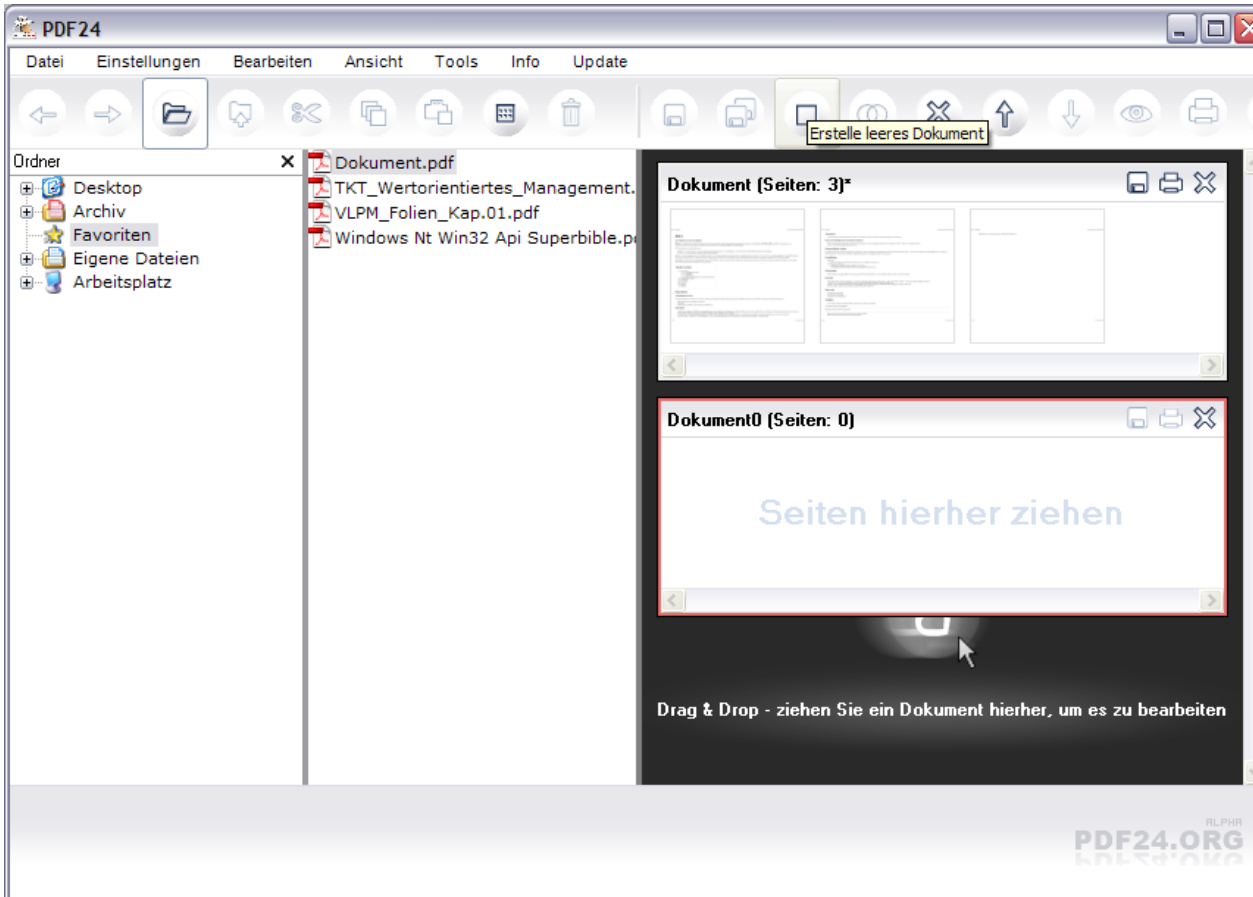 PDF24
Datei Einstellungen Bearbeiten Ansicht Tools Info Update
Erstelle leeres Dokument
Ordner
Desktop
Archiv
Favoriten
Eigene Dateien
Arbeitsplatz
Dokument.pdf
TKT_Wertorientiertes_Management.
VLPM_Folien_Kap.01.pdf
Windows Nt Win32 Api Superbible.p
Dokument (Seiten: 3)*
Dokument0 (Seiten: 0)
Seiten hierher ziehen
Drag & Drop - ziehen Sie ein Dokument hierher, um es zu bearbeiten
ALPHA
PDF24.ORG